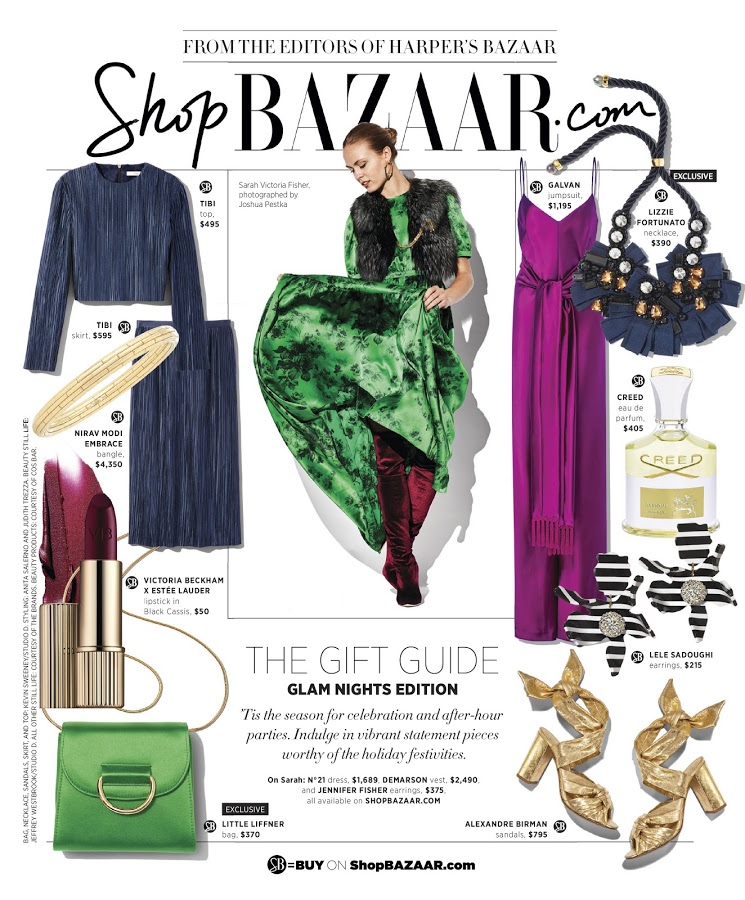 FROM THE EDITORS OF HARPER'S BAZAAR
ShopBAZAAR.com
SB
TIBI
top,
$495
Sarah Victoria Fisher,
photographed by
Joshua Pestka
SB
GALVAN
jumpsuit,
$1,195
EXCLUSIVE
SB
LIZZIE
FORTUNATO
necklace,
$390
TIBI SB
skirt, $595
SB
NIRAV MODI
EMBRACE
bangle,
$4,350
SB
CREED
eau de
parfum,
$405
CREED
SB
VICTORIA BECKHAM
X ESTÉE LAUDER
lipstick in
Black Cassis, $50
SB
LELE SADOUGHI
earrings, $215
THE GIFT GUIDE
GLAM NIGHTS EDITION
'Tis the season for celebration and after-hour
parties. Indulge in vibrant statement pieces
worthy of the holiday festivities.
On Sarah: N°21 dress, $1,689, DEMARSON vest, $2,490,
and JENNIFER FISHER earrings, $375,
all available on SHOPBAZAAR.COM
EXCLUSIVE
SB
LITTLE LIFFNER
bag, $370
ALEXANDRE BIRMAN SB
sandals, $795
SB=BUY ON ShopBAZAAR.com
BAG, NECKLACE, SANDALS, SKIRT, AND TOP: KEVIN SWEENEY/STUDIO D. STYLING: ANITA SALERNO AND JUDITH TREZZA. BEAUTY STILL LIFE:
JEFFREY WESTBROOK/STUDIO D. ALL OTHER STILL LIFE: COURTESY OF THE BRANDS. BEAUTY PRODUCTS: COURTESY OF COS BAR.